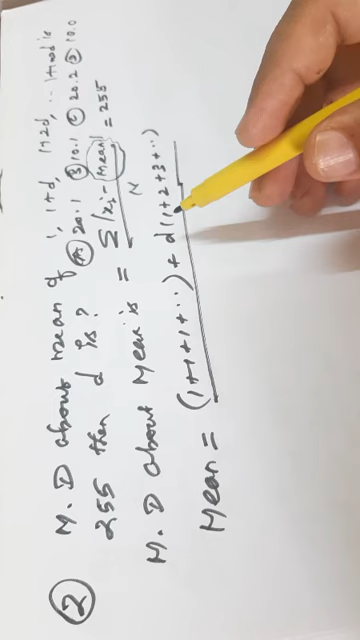 ② M.D about mean of 1, 1+d, 1+2d, .. 1+100d is
255 then d is? Ⓐ 20.1 Ⓑ 10.1 Ⓒ 20.2 Ⓓ 10.0
M.D about Mean is = Σ |xi - Mean| / N = 255
Mean = (1+1+1+..) + d(1+2+3+..)